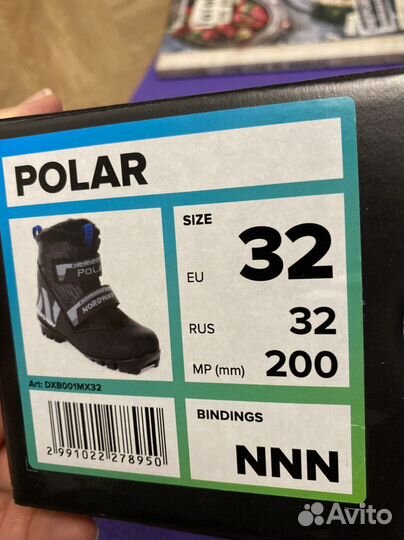 POLAR
SIZE
EU 32
RUS 32
MP (mm) 200
POLAR
NORDWAY
Art: DXB001MX32
2 991022 278950
BINDINGS
NNN
Avito